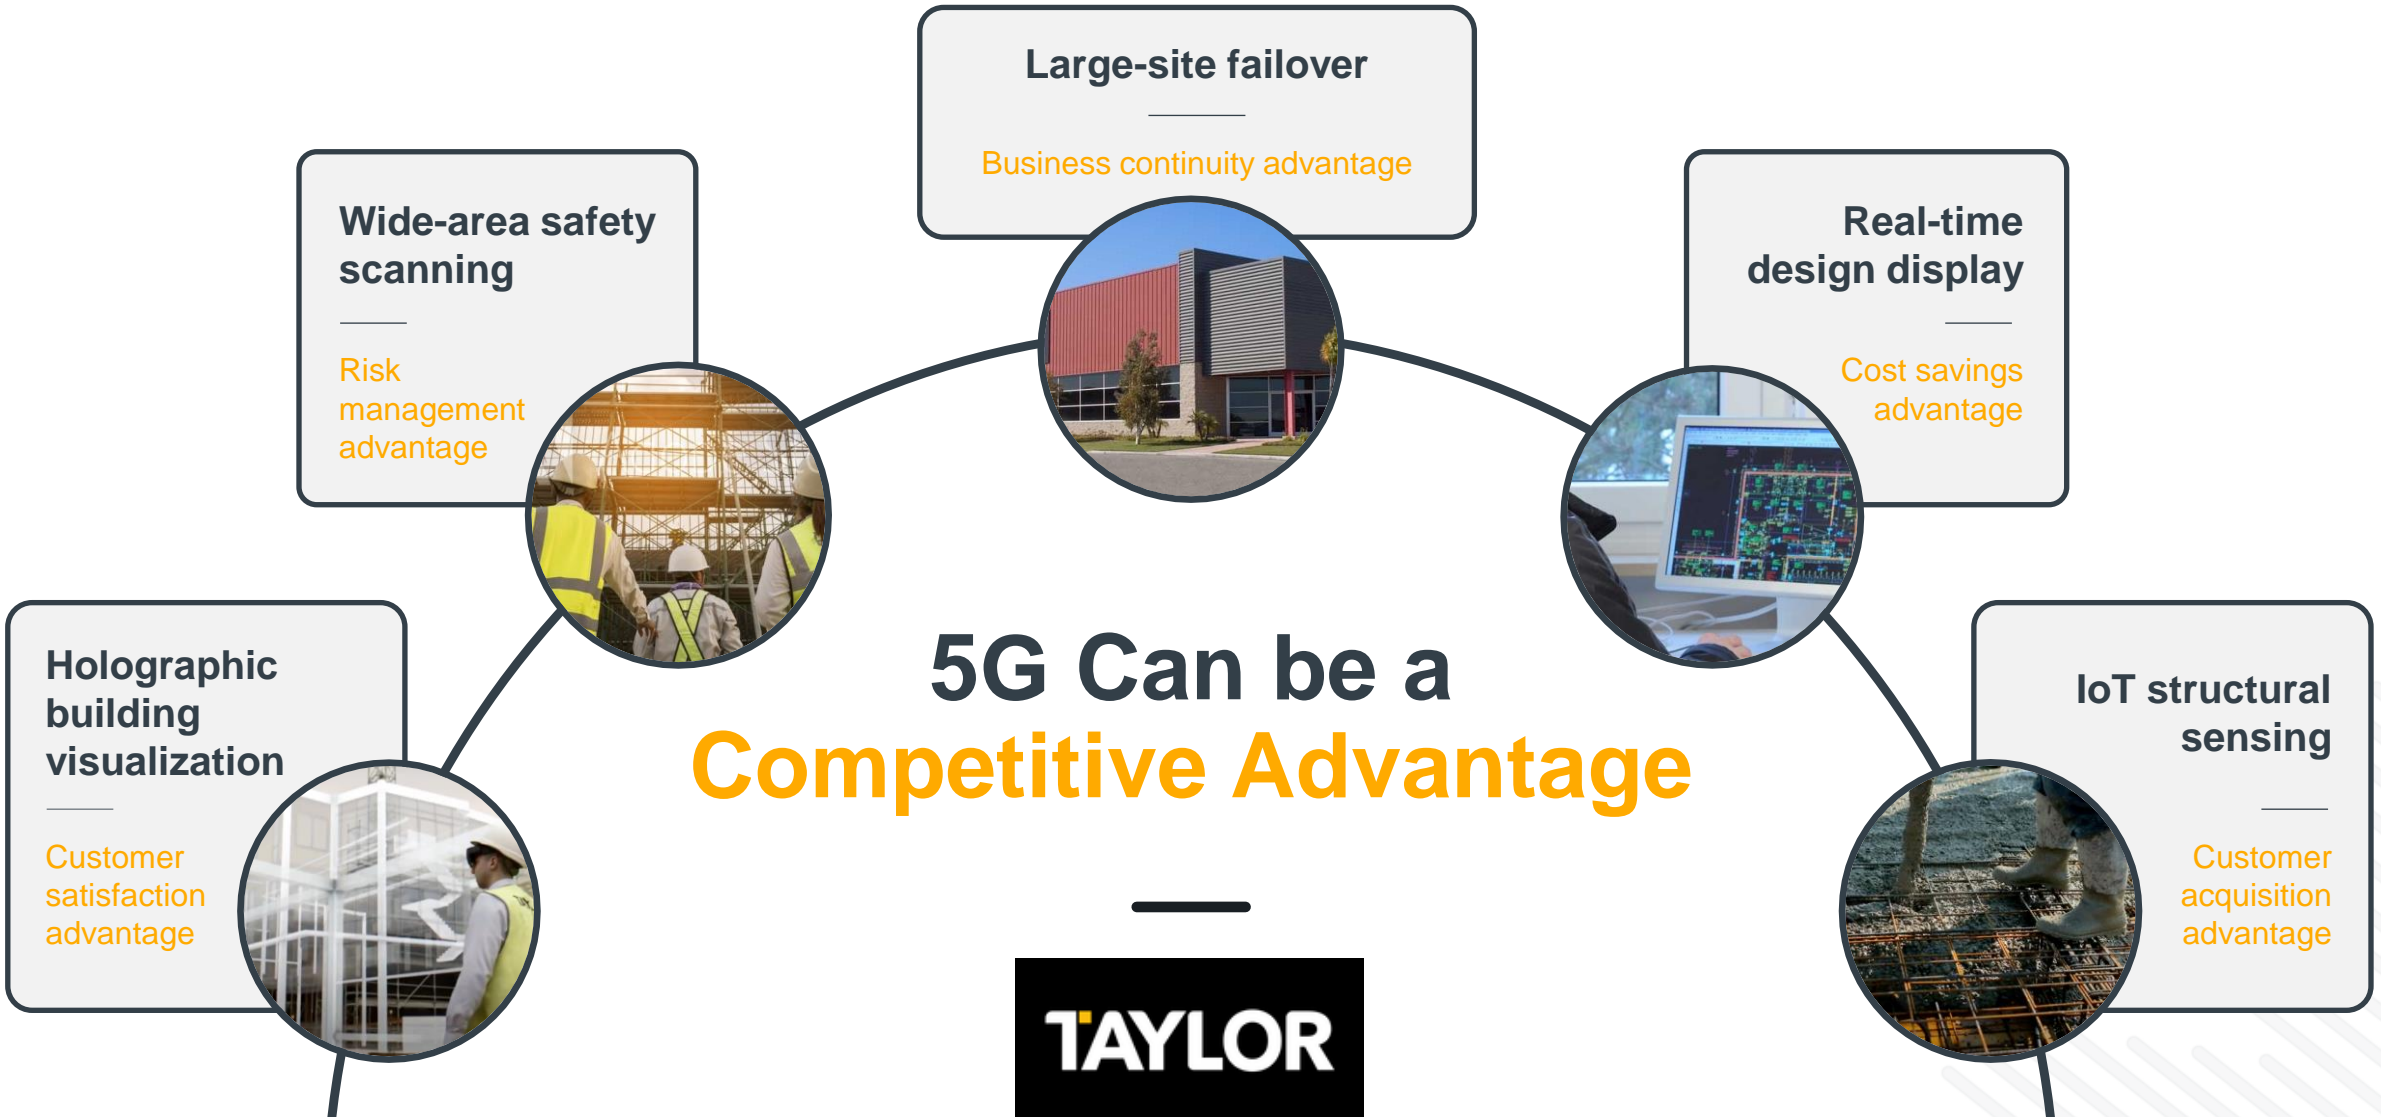 Large-site failover
Business continuity advantage
Wide-area safety
scanning
Risk
management
advantage
Real-time
design display
Cost savings
advantage
Holographic
building
visualization
Customer
satisfaction
advantage
IoT structural
sensing
Customer
acquisition
advantage
5G Can be a
Competitive Advantage
TAYLOR